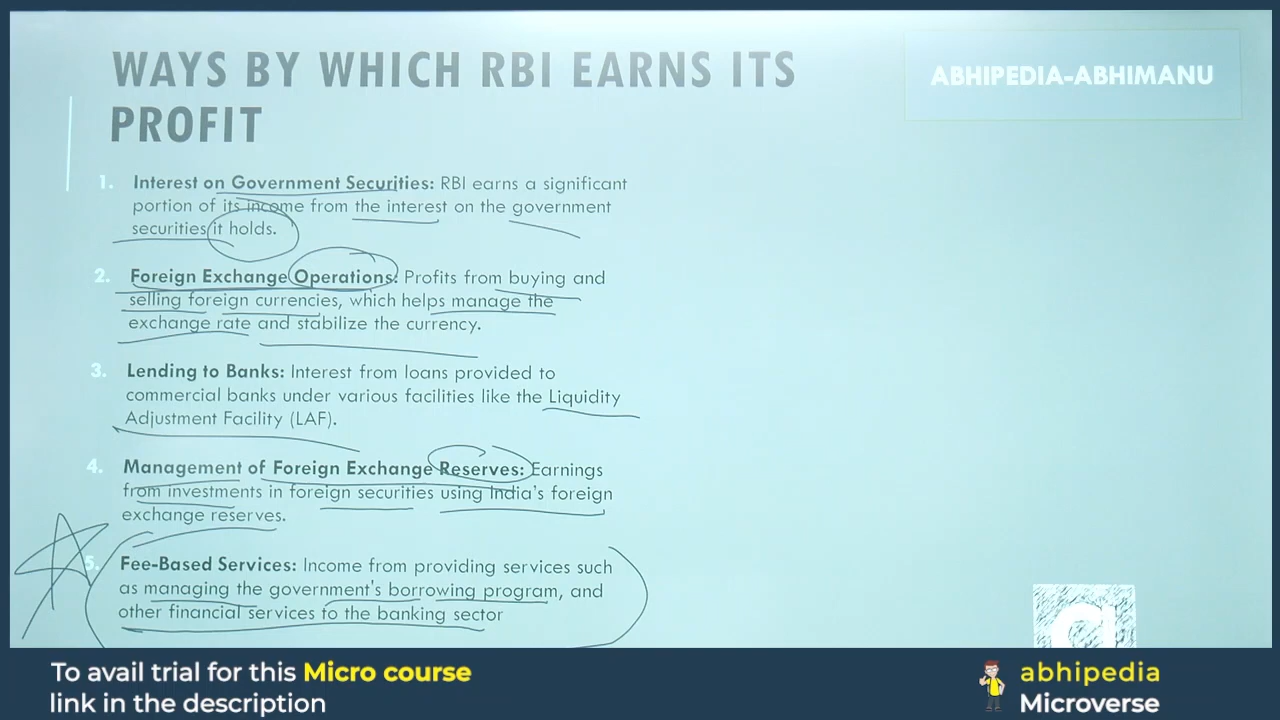 WAYS BY WHICH RBI EARNS ITS
PROFIT
ABHIPEDIA-ABHIMANU
1. Interest on Government Securities: RBI earns a significant
portion of its income from the interest on the government
securities it holds.
2. Foreign Exchange Operations: Profits from buying and
selling foreign currencies, which helps manage the
exchange rate and stabilize the currency.
3. Lending to Banks: Interest from loans provided to
commercial banks under various facilities like the Liquidity
Adjustment Facility (LAF).
4. Management of Foreign Exchange Reserves: Earnings
from investments in foreign securities using India's foreign
exchange reserves.
5. Fee-Based Services: Income from providing services such
as managing the government's borrowing program, and
other financial services to the banking sector
To avail trial for this Micro course
link in the description
abhipedia
Microverse